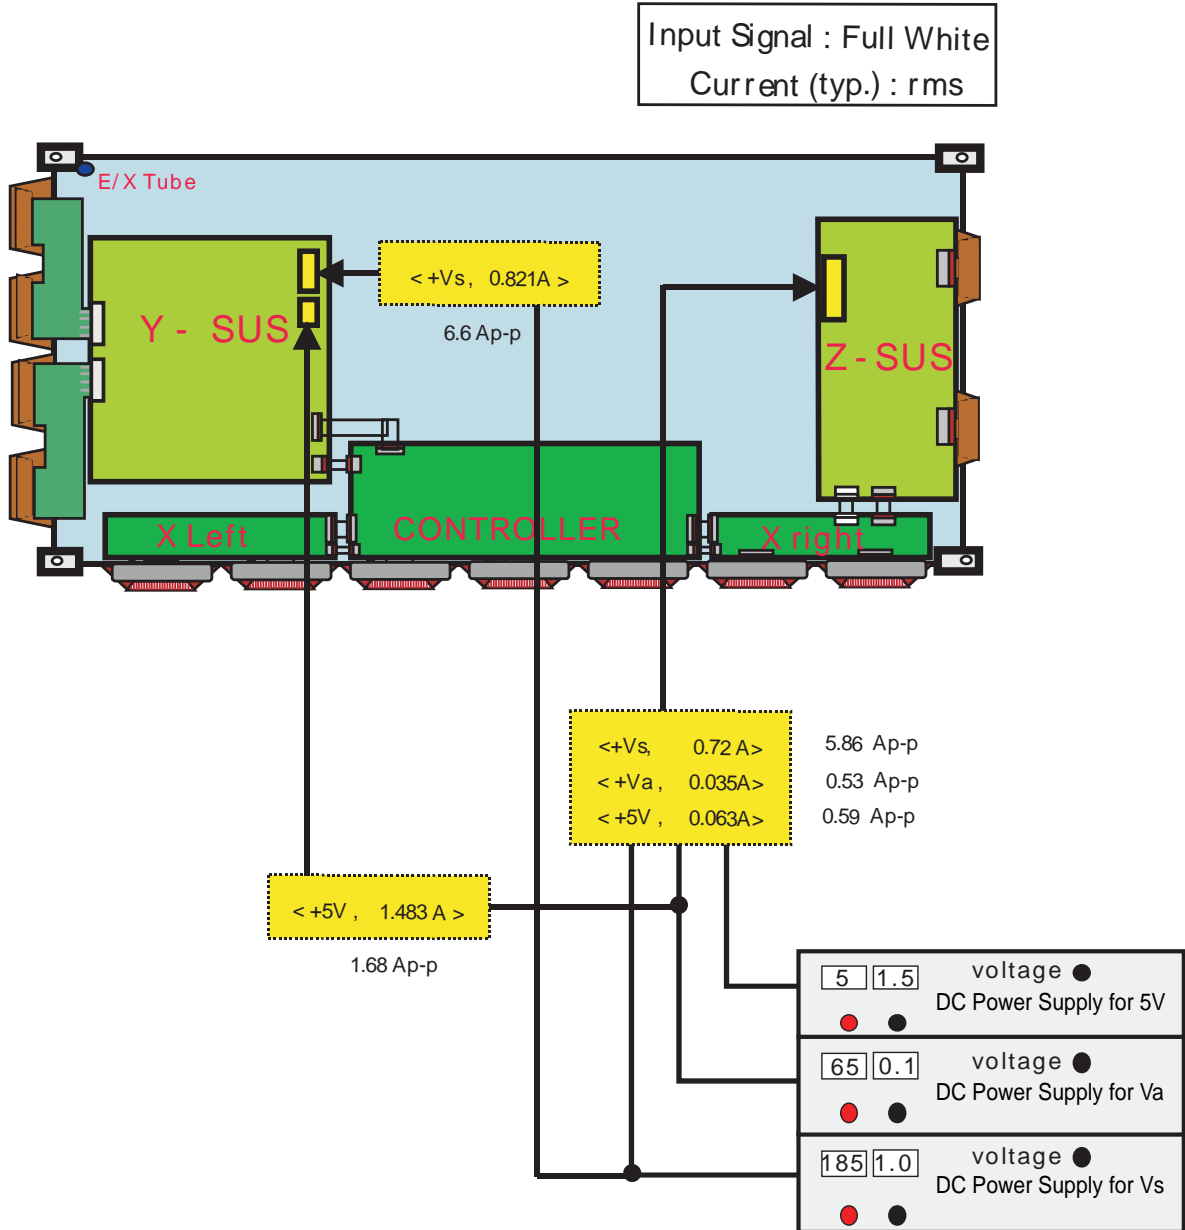 Input Signal : Full White
Current (typ.) : rms
E/X Tube
< +Vs, 0.821A >
6.6 Ap-p
Y - SUS
Z - SUS
X Left
CONTROLLER
X right
<+Vs, 0.72 A>
5.86 Ap-p
< +Va , 0.035A>
0.53 Ap-p
< +5V , 0.063A>
0.59 Ap-p
< +5V , 1.483 A >
1.68 Ap-p
5 1.5 voltage
DC Power Supply for 5V
65 0.1 voltage
DC Power Supply for Va
185 1.0 voltage
DC Power Supply for Vs